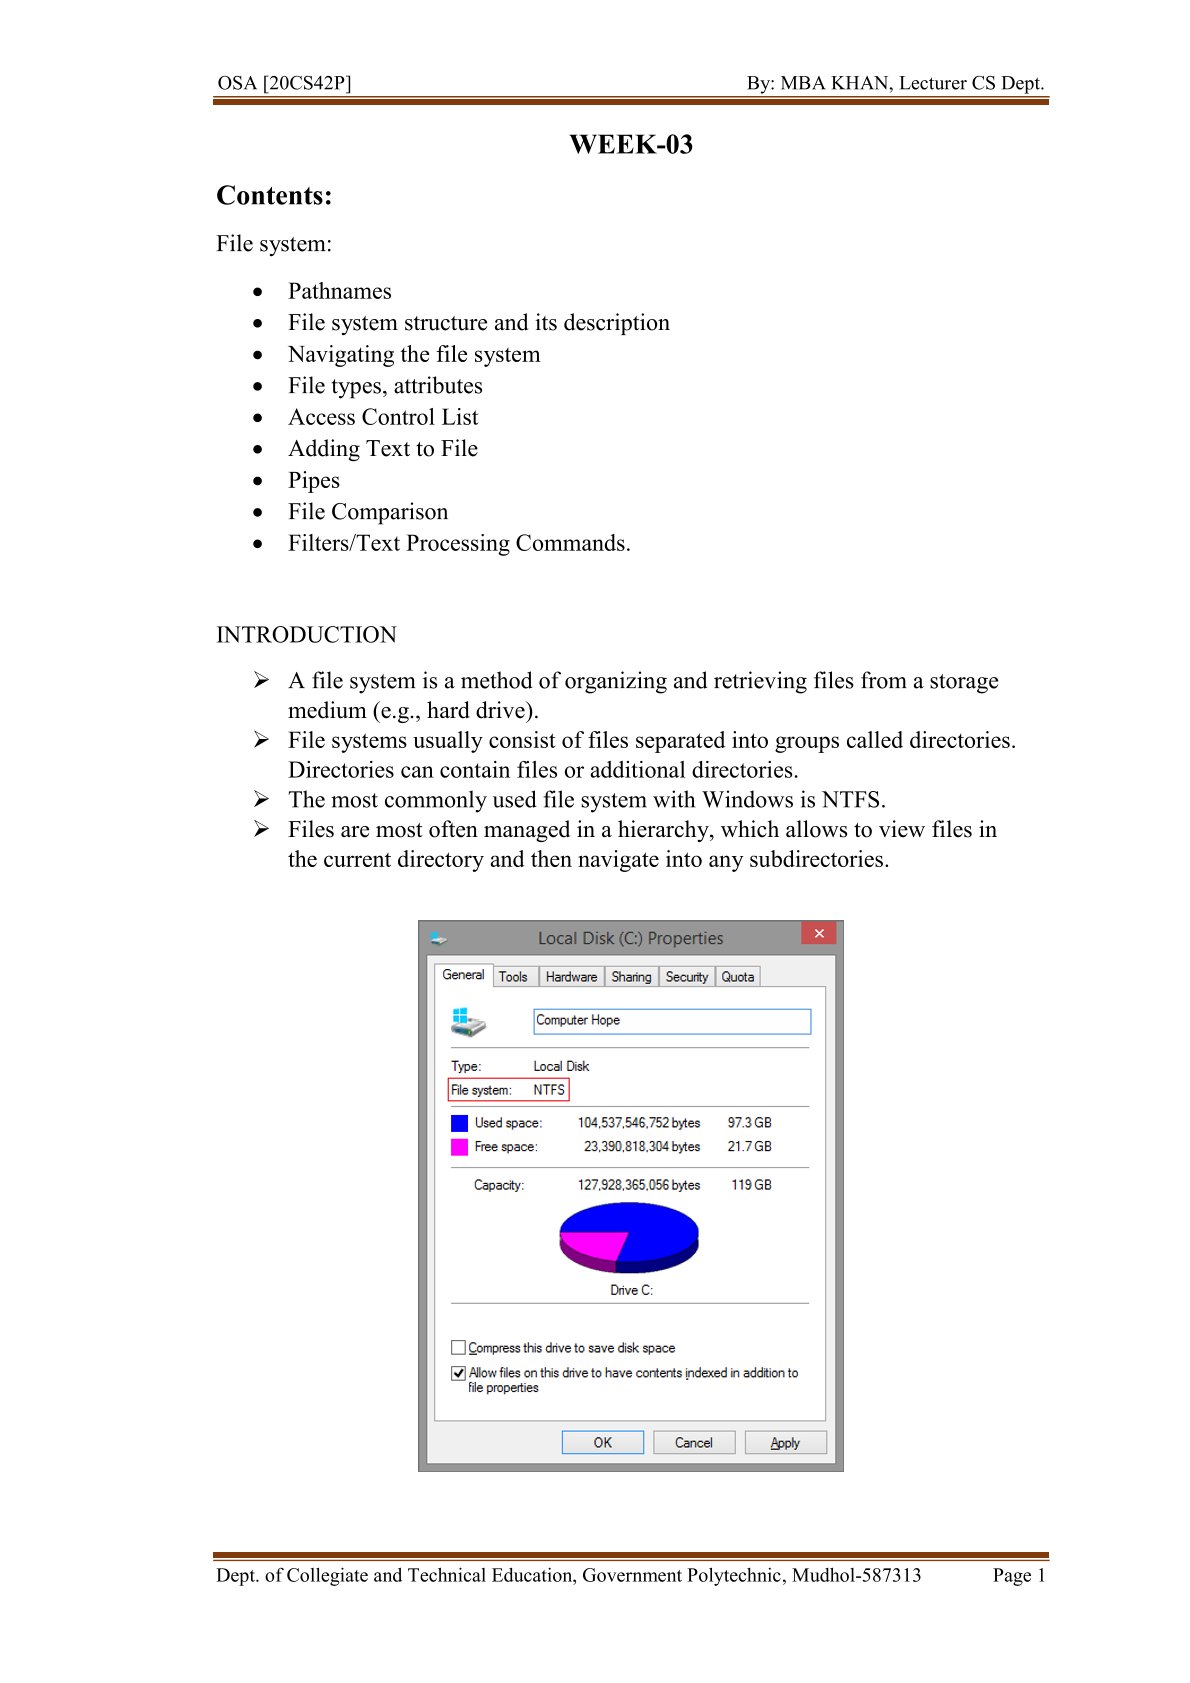 OSA [20CS42P] By: MBA KHAN, Lecturer CS Dept.
WEEK-03
Contents:
File system:
• Pathnames
• File system structure and its description
• Navigating the file system
• File types, attributes
• Access Control List
• Adding Text to File
• Pipes
• File Comparison
• Filters/Text Processing Commands.
INTRODUCTION
➢ A file system is a method of organizing and retrieving files from a storage
medium (e.g., hard drive).
➢ File systems usually consist of files separated into groups called directories.
Directories can contain files or additional directories.
➢ The most commonly used file system with Windows is NTFS.
➢ Files are most often managed in a hierarchy, which allows to view files in
the current directory and then navigate into any subdirectories.
Local Disk (C:) Properties
General Tools Hardware Sharing Security Quota
Computer Hope
Type: Local Disk
File system: NTFS
Used space: 104,537,546,752 bytes 97.3 GB
Free space: 23,390,818,304 bytes 21.7 GB
Capacity: 127,928,365,056 bytes 119 GB
Drive C:
Compress this drive to save disk space
Allow files on this drive to have contents indexed in addition to
file properties
OK Cancel Apply
Dept. of Collegiate and Technical Education, Government Polytechnic, Mudhol-587313 Page 1